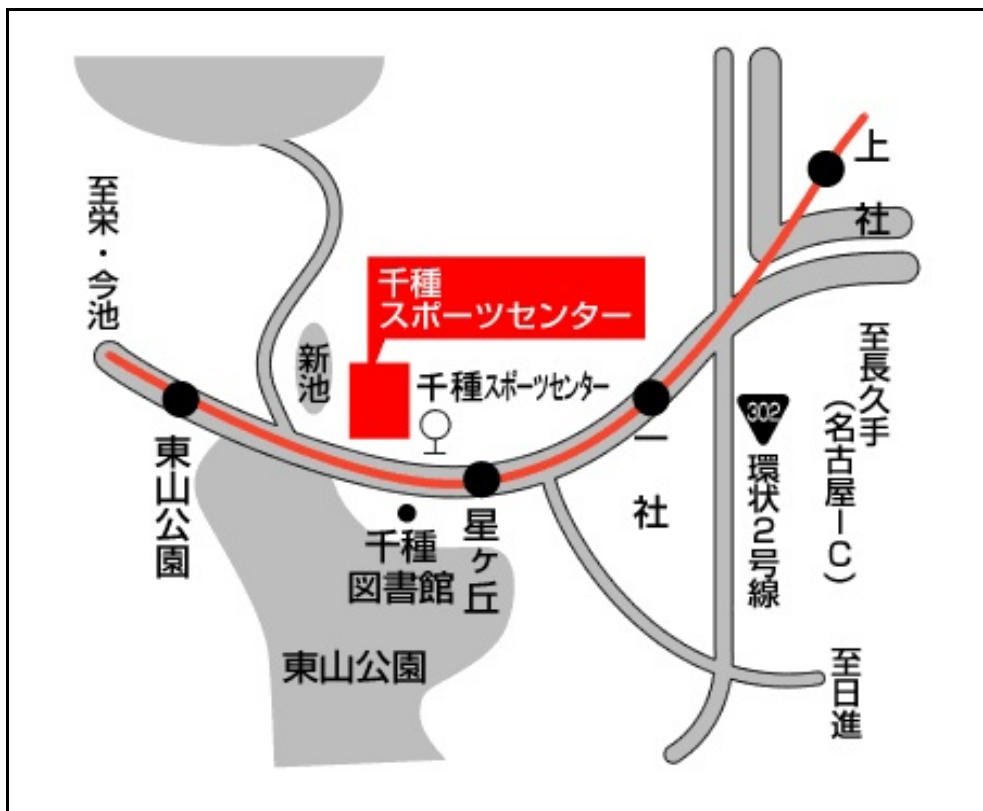 至栄・今池
東山公園
新池
千種
スポーツセンター
千種スポーツセンター
星ヶ丘
千種
図書館
東山公園
一社
上社
302
環状2号線
至長久手
(名古屋IC)
至日進